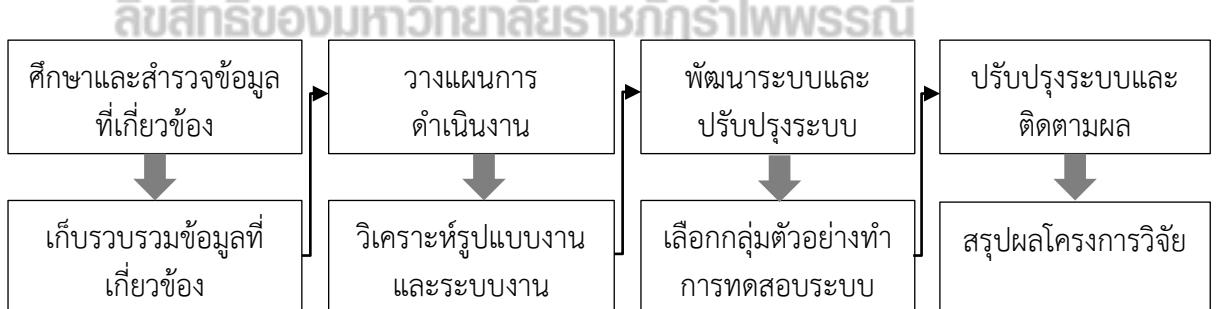 ลิขสิทธิ์ของมหาวิทยาลัยราชภัฏรำไพพรรณี
ศึกษาและสำรวจข้อมูล
ที่เกี่ยวข้อง
เก็บรวบรวมข้อมูลที่
เกี่ยวข้อง
วางแผนการ
ดำเนินงาน
วิเคราะห์รูปแบบงาน
และระบบงาน
พัฒนาระบบและ
ปรับปรุงระบบ
เลือกกลุ่มตัวอย่างทำ
การทดสอบระบบ
ปรับปรุงระบบและ
ติดตามผล
สรุปผลโครงการวิจัย